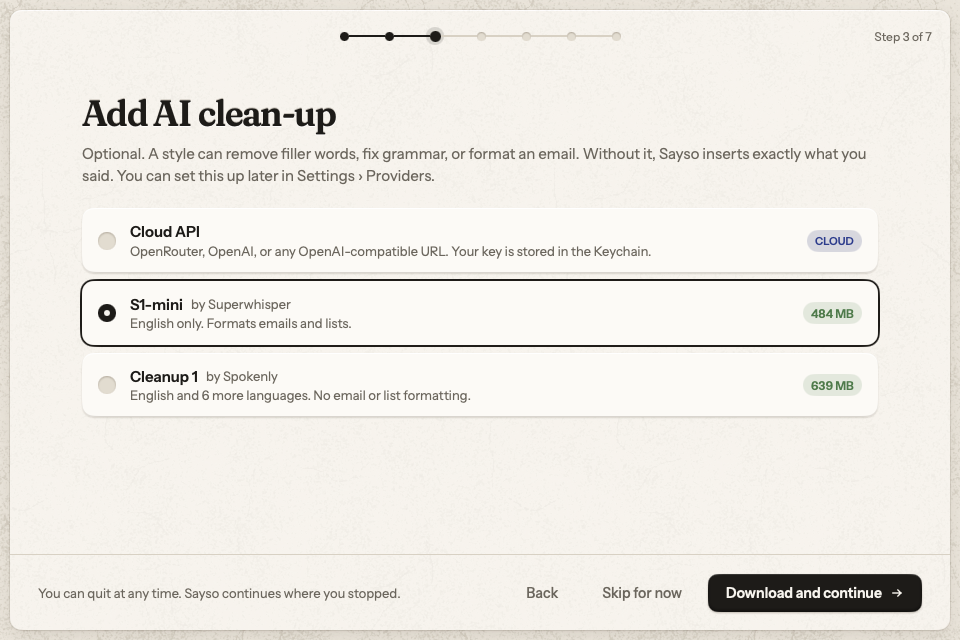 Step 3 of 7
Add AI clean-up
Optional. A style can remove filler words, fix grammar, or format an email. Without it, Sayso inserts exactly what you
said. You can set this up later in Settings › Providers.
Cloud API
OpenRouter, OpenAI, or any OpenAI-compatible URL. Your key is stored in the Keychain.
CLOUD
S1-mini by Superwhisper
English only. Formats emails and lists.
484 MB
Cleanup 1 by Spokenly
English and 6 more languages. No email or list formatting.
639 MB
You can quit at any time. Sayso continues where you stopped.
Back
Skip for now
Download and continue →